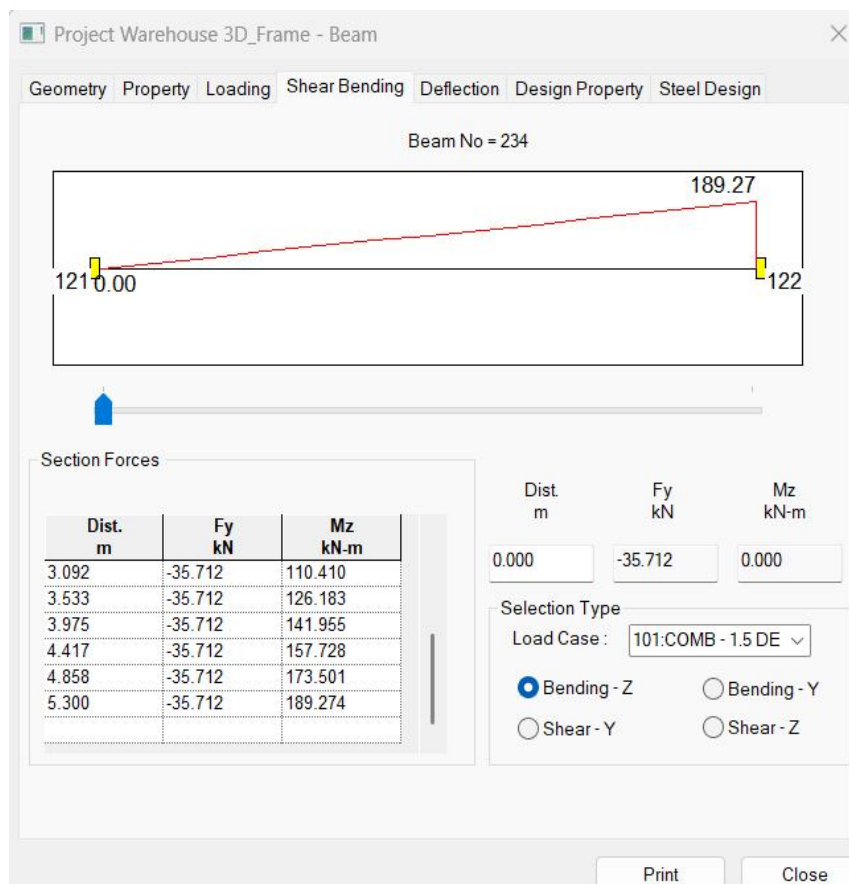 Project Warehouse 3D_Frame - Beam
Geometry Property Loading Shear Bending Deflection Design Property Steel Design
Beam No = 234
189.27
121 0.00
122
Section Forces
Dist. Fy Mz
m kN kN-m
3.092 -35.712 110.410
3.533 -35.712 126.183
3.975 -35.712 141.955
4.417 -35.712 157.728
4.858 -35.712 173.501
5.300 -35.712 189.274
Dist. Fy Mz
m kN kN-m
0.000 -35.712 0.000
Selection Type
Load Case : 101:COMB - 1.5 DE
Bending - Z Bending - Y
Shear - Y Shear - Z
Print Close